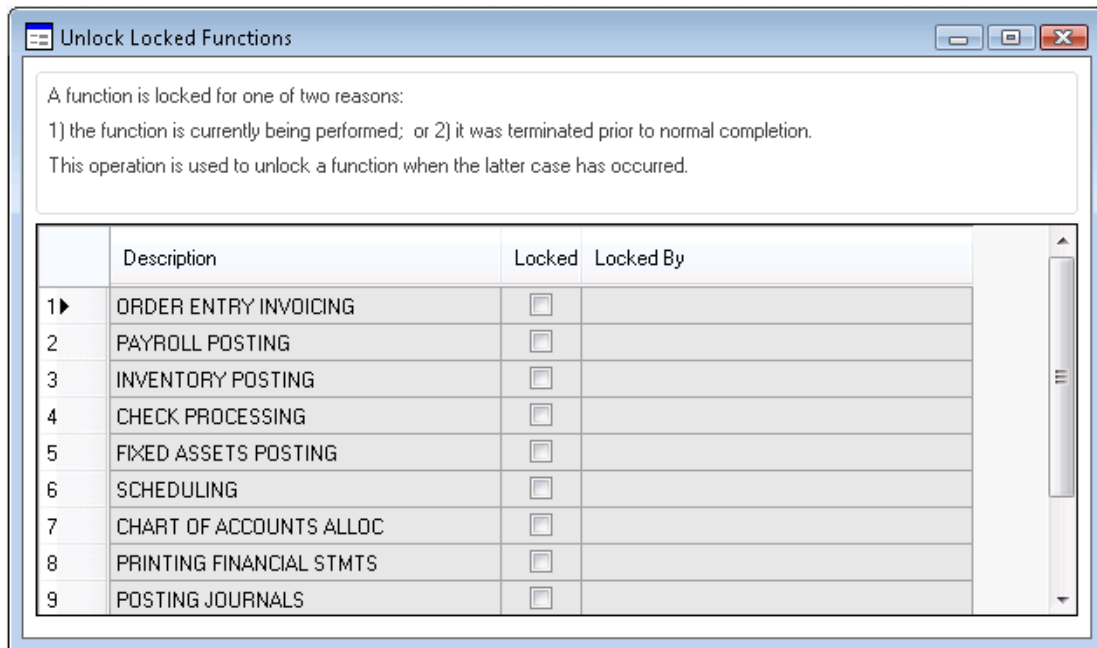 Unlock Locked Functions
A function is locked for one of two reasons:
1) the function is currently being performed;  or 2) it was terminated prior to normal completion.
This operation is used to unlock a function when the latter case has occurred.
Description Locked Locked By
1 ORDER ENTRY INVOICING
2 PAYROLL POSTING
3 INVENTORY POSTING
4 CHECK PROCESSING
5 FIXED ASSETS POSTING
6 SCHEDULING
7 CHART OF ACCOUNTS ALLOC
8 PRINTING FINANCIAL STMTS
9 POSTING JOURNALS